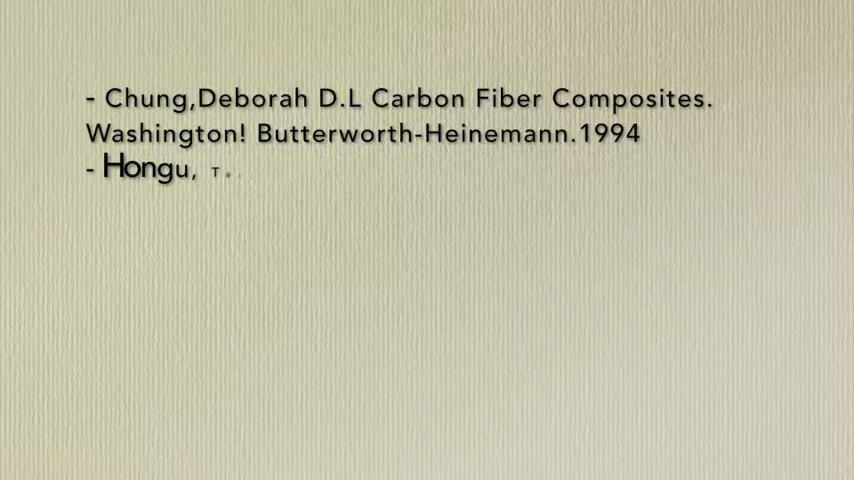 - Chung,Deborah D.L Carbon Fiber Composites.
Washington! Butterworth-Heinemann.1994
- Hongu, T